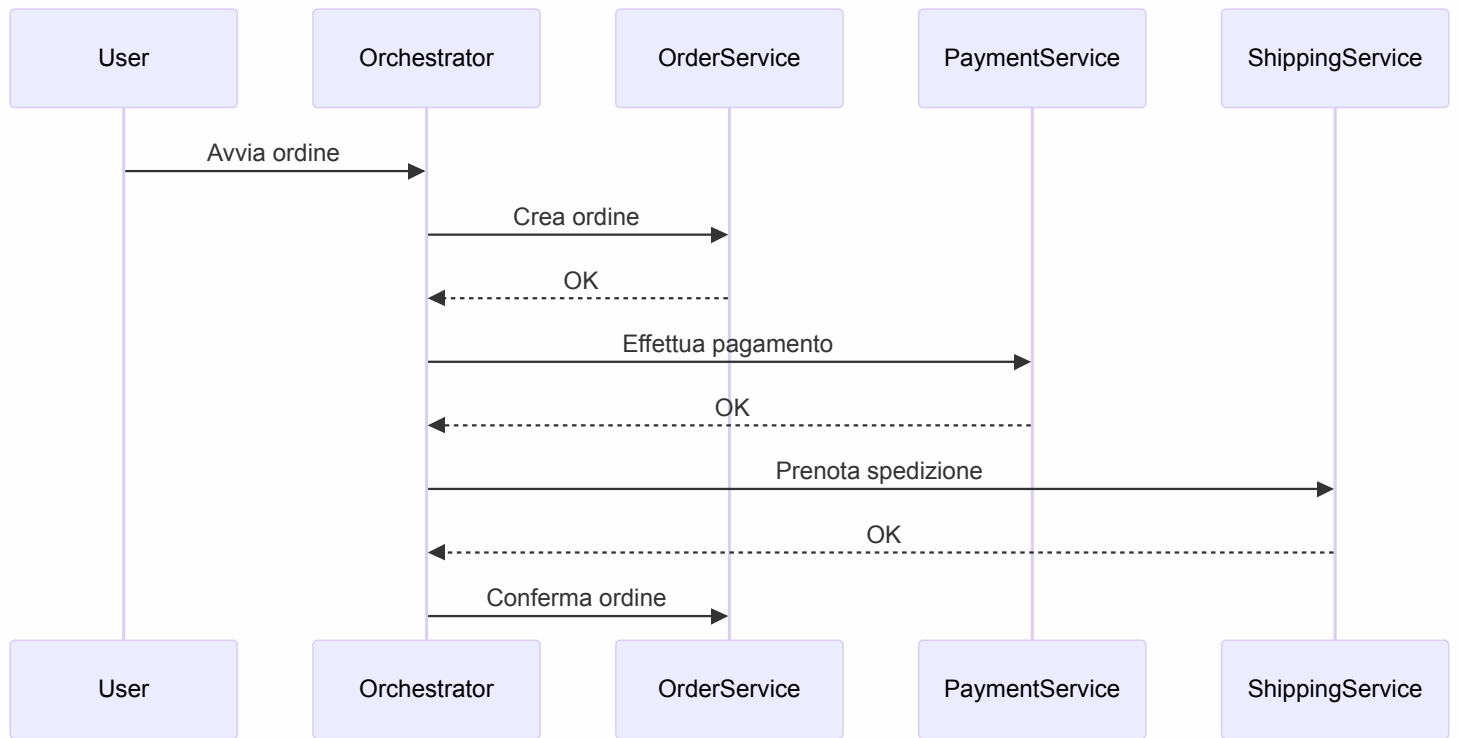 User
Orchestrator
OrderService
PaymentService
ShippingService
Avvia ordine
Crea ordine
OK
Effettua pagamento
OK
Prenota spedizione
OK
Conferma ordine
User
Orchestrator
OrderService
PaymentService
ShippingService